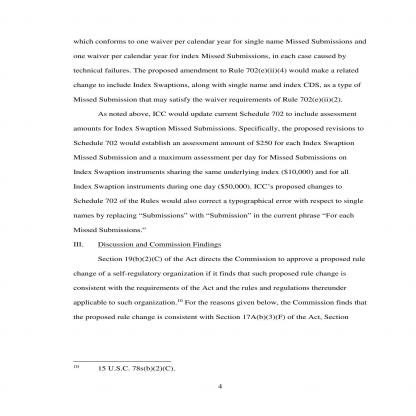 which conforms to one waiver per calendar year for single name Missed Submissions and
one waiver per calendar year for index Missed Submissions, in each case caused by
technical failures. The proposed amendment to Rule 702(e)(ii)(4) would make a related
change to include Index Swaptions, along with single name and index CDS, as a type of
Missed Submission that may satisfy the waiver requirements of Rule 702(e)(ii)(2).
As noted above, ICC would update current Schedule 702 to include assessment
amounts for Index Swaption Missed Submissions. Specifically, the proposed revisions to
Schedule 702 would establish an assessment amount of $250 for each Index Swaption
Missed Submission and a maximum assessment per day for Missed Submissions on
Index Swaption instruments sharing the same underlying index ($10,000) and for all
Index Swaption instruments during one day ($50,000). ICC's proposed changes to
Schedule 702 of the Rules would also correct a typographical error with respect to single
names by replacing “Submissions” with “Submission” in the current phrase “For each
Missed Submissions.”
III. Discussion and Commission Findings
Section 19(b)(2)(C) of the Act directs the Commission to approve a proposed rule
change of a self-regulatory organization if it finds that such proposed rule change is
consistent with the requirements of the Act and the rules and regulations thereunder
applicable to such organization.10 For the reasons given below, the Commission finds that
the proposed rule change is consistent with Section 17A(b)(3)(F) of the Act, Section
10 15 U.S.C. 78s(b)(2)(C).
4